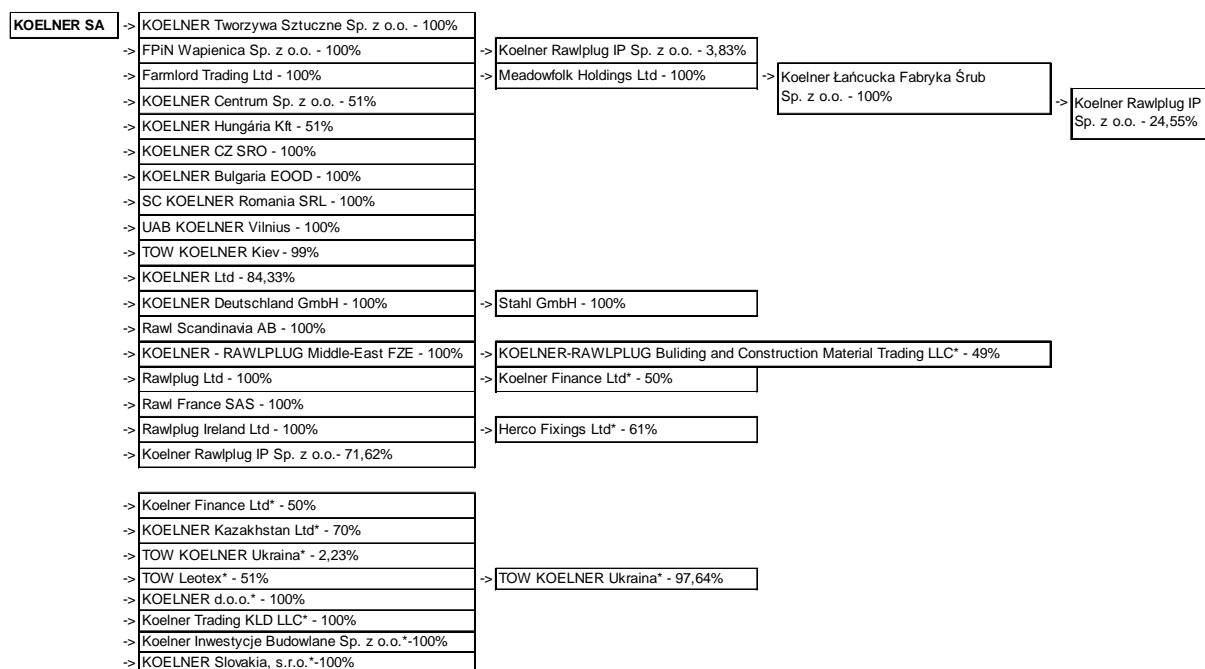 KOELNER SA -> KOELNER Tworzywa Sztuczne Sp. z o.o. - 100%
-> FPiN Wapienica Sp. z o.o. - 100% -> Koelner Rawlplug IP Sp. z o.o. - 3,83%
-> Farmlord Trading Ltd - 100% -> Meadowfolk Holdings Ltd - 100% -> Koelner Łańcucka Fabryka Śrub
Sp. z o.o. - 100%
-> Koelner Rawlplug IP
Sp. z o.o. - 24,55%
-> KOELNER Centrum Sp. z o.o. - 51%
-> KOELNER Hungária Kft - 51%
-> KOELNER CZ SRO - 100%
-> KOELNER Bulgaria EOOD - 100%
-> SC KOELNER Romania SRL - 100%
-> UAB KOELNER Vilnius - 100%
-> TOW KOELNER Kiev - 99%
-> KOELNER Ltd - 84,33%
-> KOELNER Deutschland GmbH - 100% -> Stahl GmbH - 100%
-> Rawl Scandinavia AB - 100%
-> KOELNER - RAWLPLUG Middle-East FZE - 100% -> KOELNER-RAWLPLUG Buliding and Construction Material Trading LLC* - 49%
-> Rawlplug Ltd - 100% -> Koelner Finance Ltd* - 50%
-> Rawl France SAS - 100%
-> Rawlplug Ireland Ltd - 100% -> Herco Fixings Ltd* - 61%
-> Koelner Rawlplug IP Sp. z o.o.- 71,62%
-> Koelner Finance Ltd* - 50%
-> KOELNER Kazakhstan Ltd* - 70%
-> TOW KOELNER Ukraina* - 2,23%
-> TOW Leotex* - 51% -> TOW KOELNER Ukraina* - 97,64%
-> KOELNER d.o.o.* - 100%
-> Koelner Trading KLD LLC* - 100%
-> Koelner Inwestycje Budowlane Sp. z o.o.*-100%
-> KOELNER Slovakia, s.r.o.*-100%